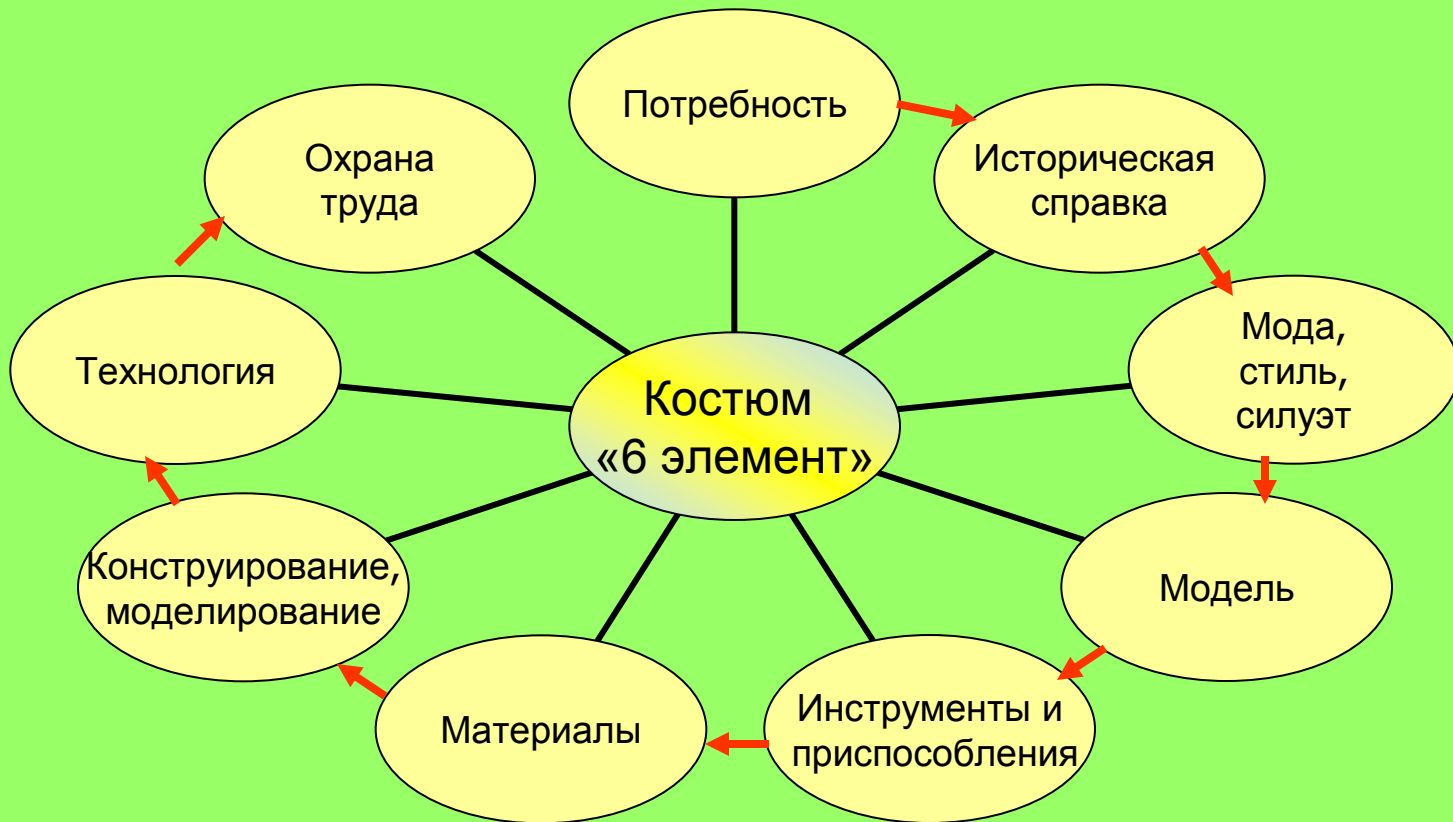 Потребность
Историческая
справка
Мода,
стиль,
силуэт
Модель
Инструменты и
приспособления
Материалы
Конструирование,
моделирование
Технология
Охрана
труда
Костюм
«6 элемент»